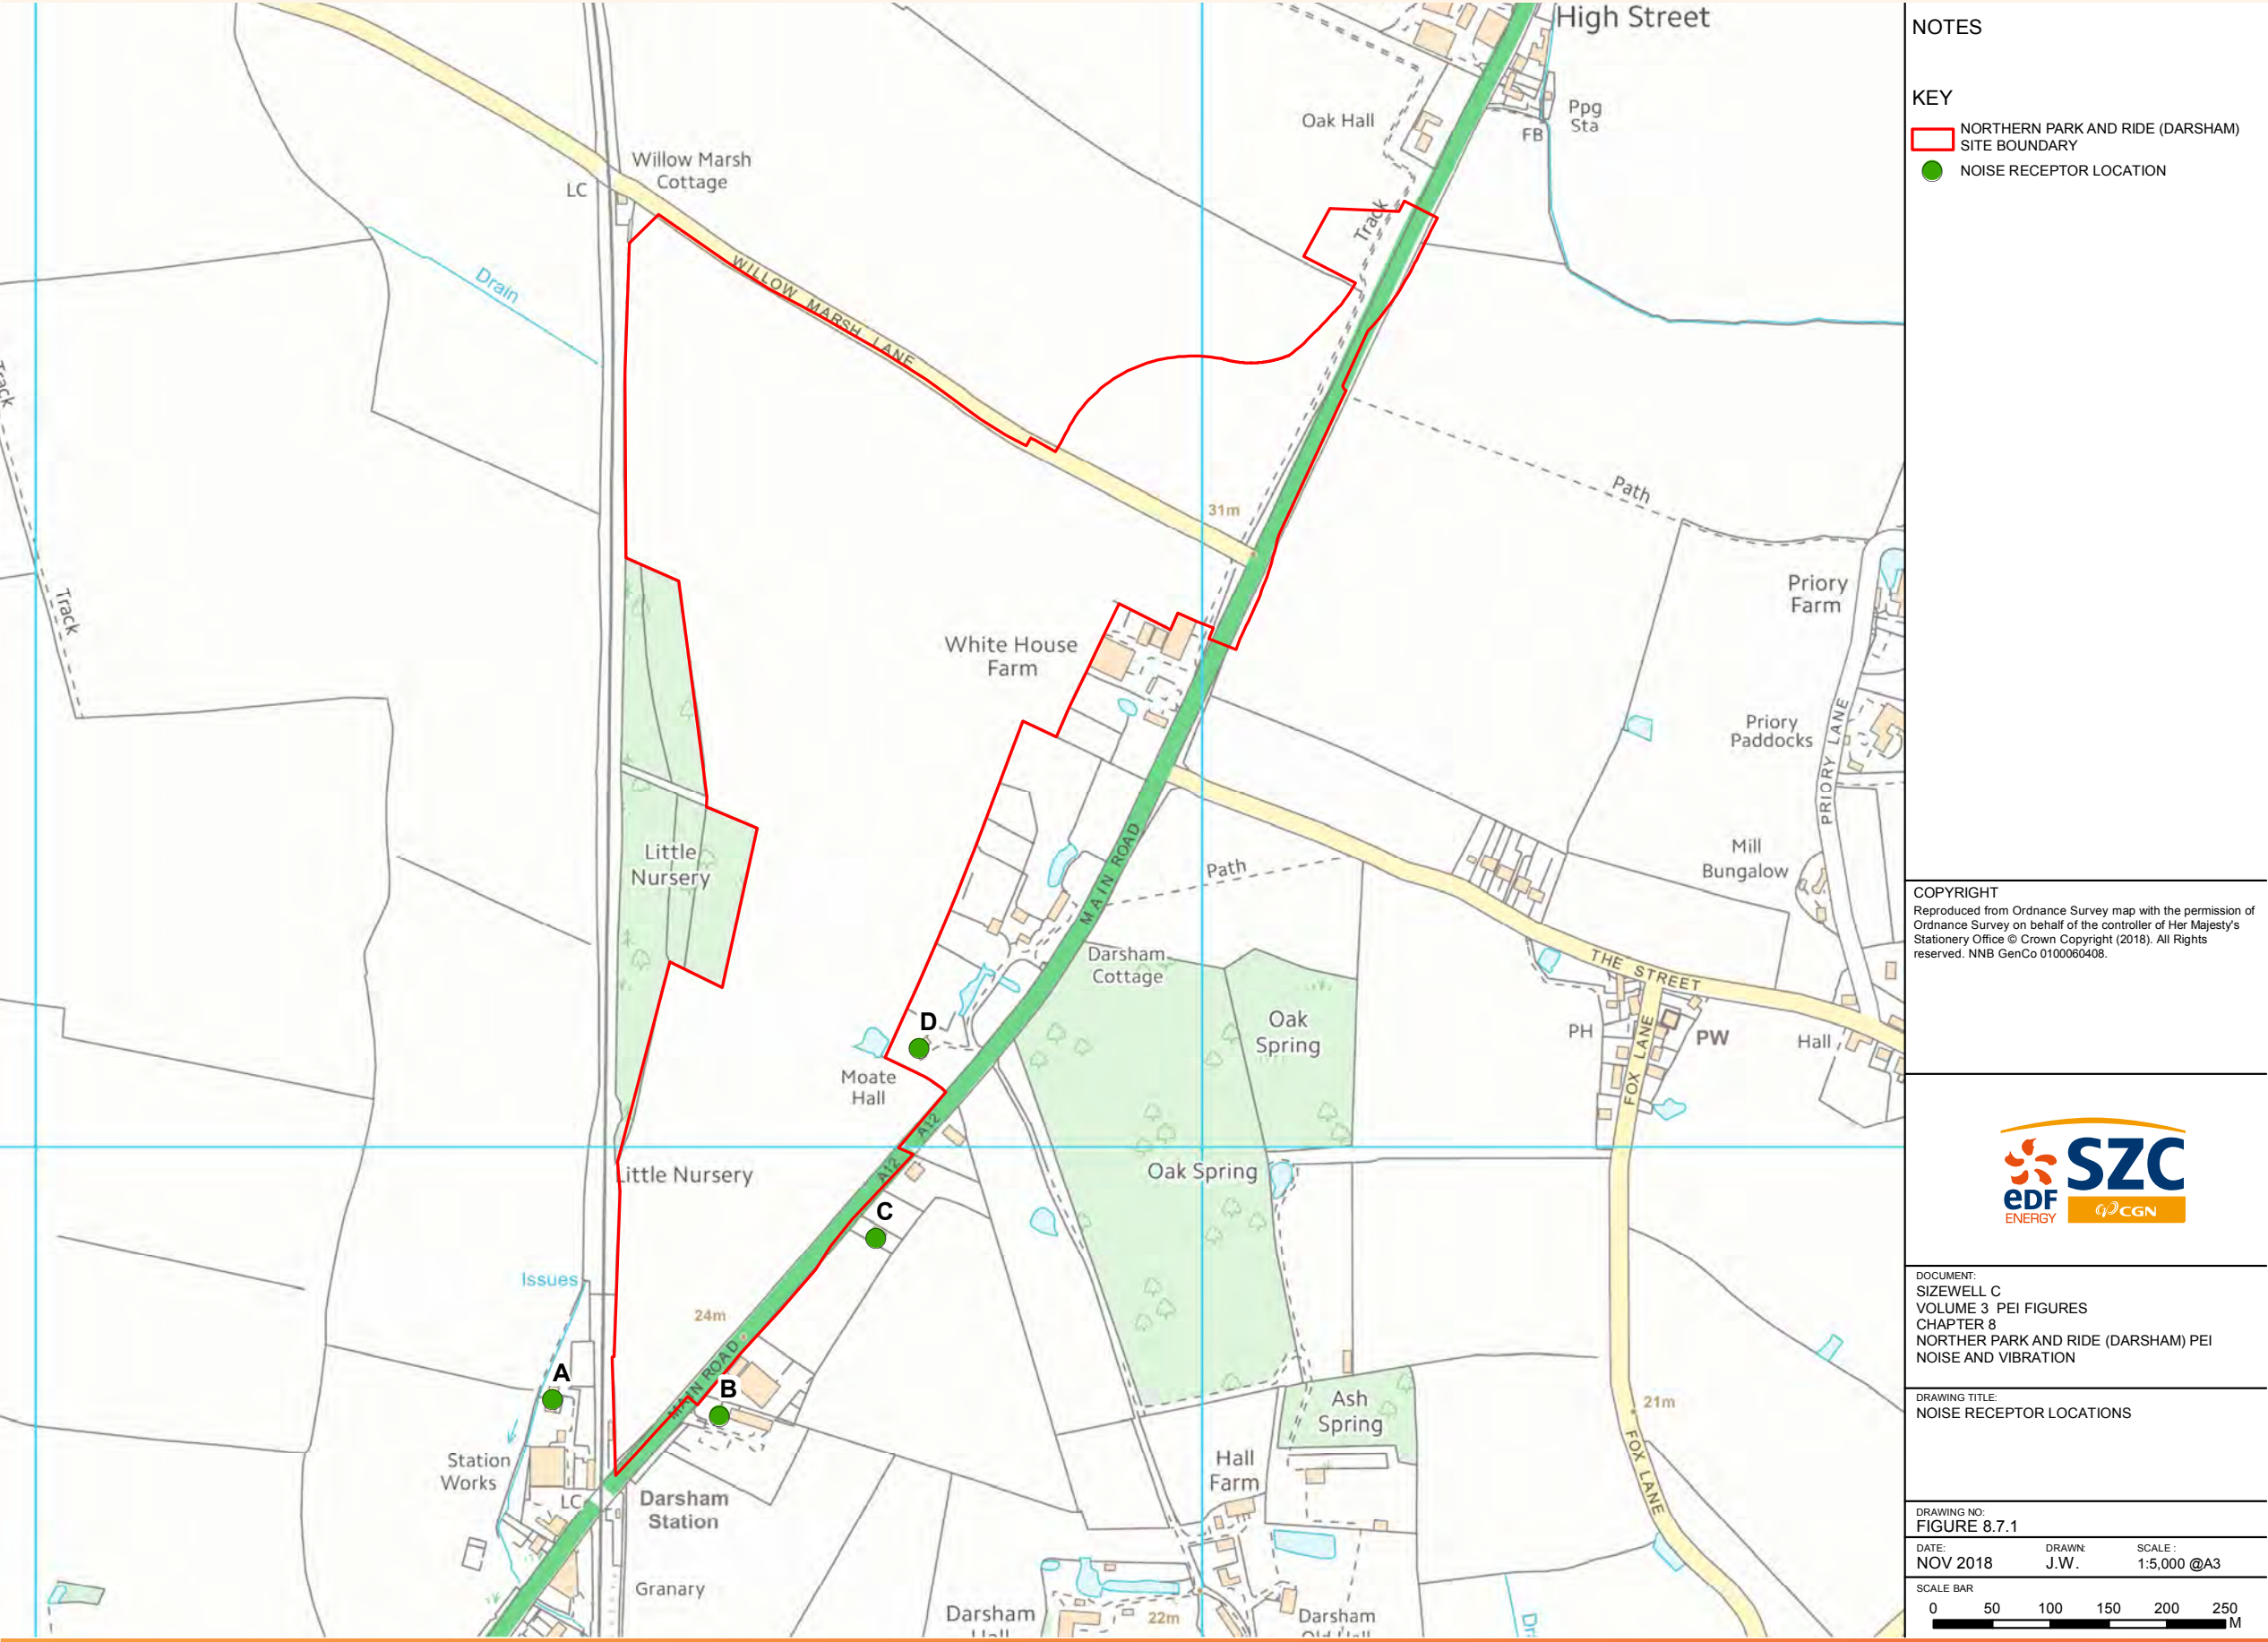 High Street
Oak Hall
Ppg
Sta
FB
Willow Marsh
Cottage
LC
Track
Drain
WILLOW MARSH LANE
Track
Track
31m
Path
Priory
Farm
White House
Farm
Priory
Paddocks
PRIORY LANE
Little
Nursery
MAIN ROAD
Path
Mill
Bungalow
Darsham
Cottage
THE STREET
D
Oak
Spring
PH
FOX LANE
PW
Hall
Moate
Hall
A12
A12
Little Nursery
Oak Spring
C
Issues
24m
MAIN ROAD
A
B
Ash
Spring
21m
FOX LANE
Station
Works
LC
Darsham
Station
Hall
Farm
Granary
Darsham
22m
Darsham
NOTES
KEY
NORTHERN PARK AND RIDE (DARSHAM)
SITE BOUNDARY
NOISE RECEPTOR LOCATION
COPYRIGHT
Reproduced from Ordnance Survey map with the permission of
Ordnance Survey on behalf of the controller of Her Majesty's
Stationery Office © Crown Copyright (2018). All Rights
reserved. NNB GenCo 0100060408.
eDF
ENERGY
SZC
CGN
DOCUMENT:
SIZEWELL C
VOLUME 3 PEI FIGURES
CHAPTER 8
NORTHER PARK AND RIDE (DARSHAM) PEI
NOISE AND VIBRATION
DRAWING TITLE:
NOISE RECEPTOR LOCATIONS
DRAWING NO:
FIGURE 8.7.1
DATE: DRAWN: SCALE :
NOV 2018 J.W. 1:5,000 @A3
SCALE BAR
0 50 100 150 200 250
M